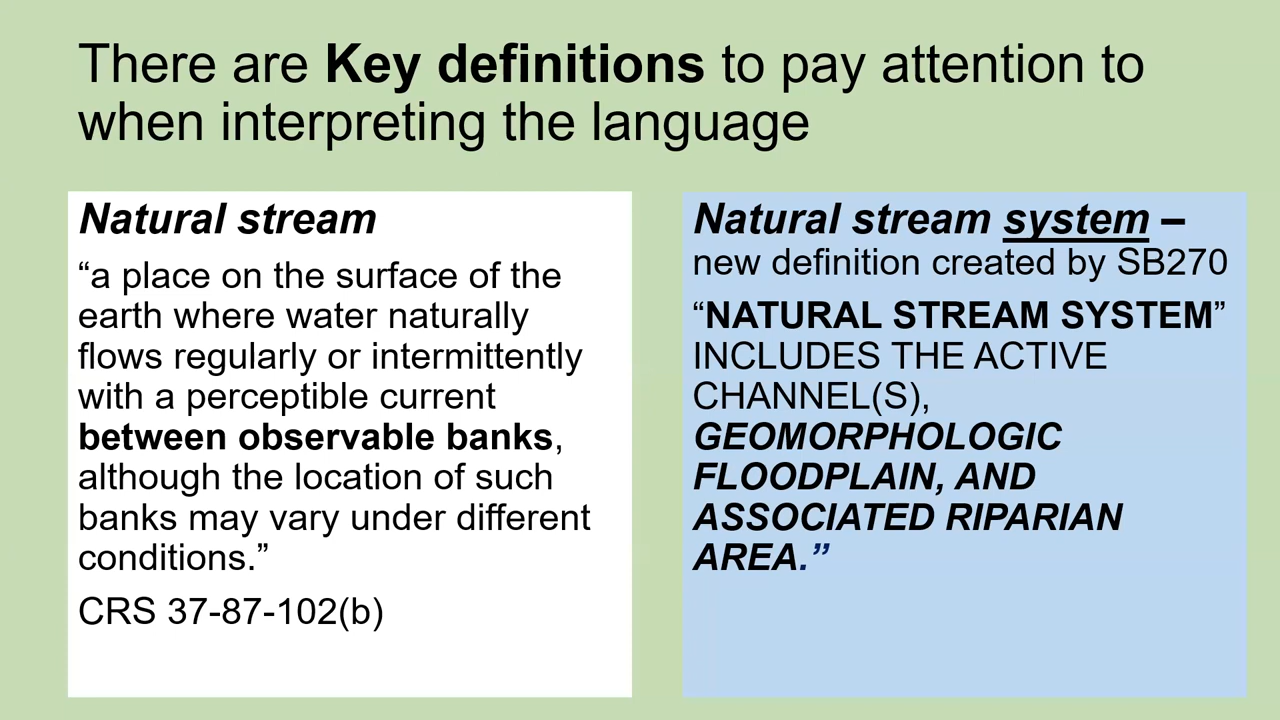 There are Key definitions to pay attention to
when interpreting the language
Natural stream
“a place on the surface of the
earth where water naturally
flows regularly or intermittently
with a perceptible current
between observable banks,
although the location of such
banks may vary under different
conditions.”
CRS 37-87-102(b)
Natural stream system –
new definition created by SB270
“NATURAL STREAM SYSTEM”
INCLUDES THE ACTIVE
CHANNEL(S),
GEOMORPHOLOGIC
FLOODPLAIN, AND
ASSOCIATED RIPARIAN
AREA.”